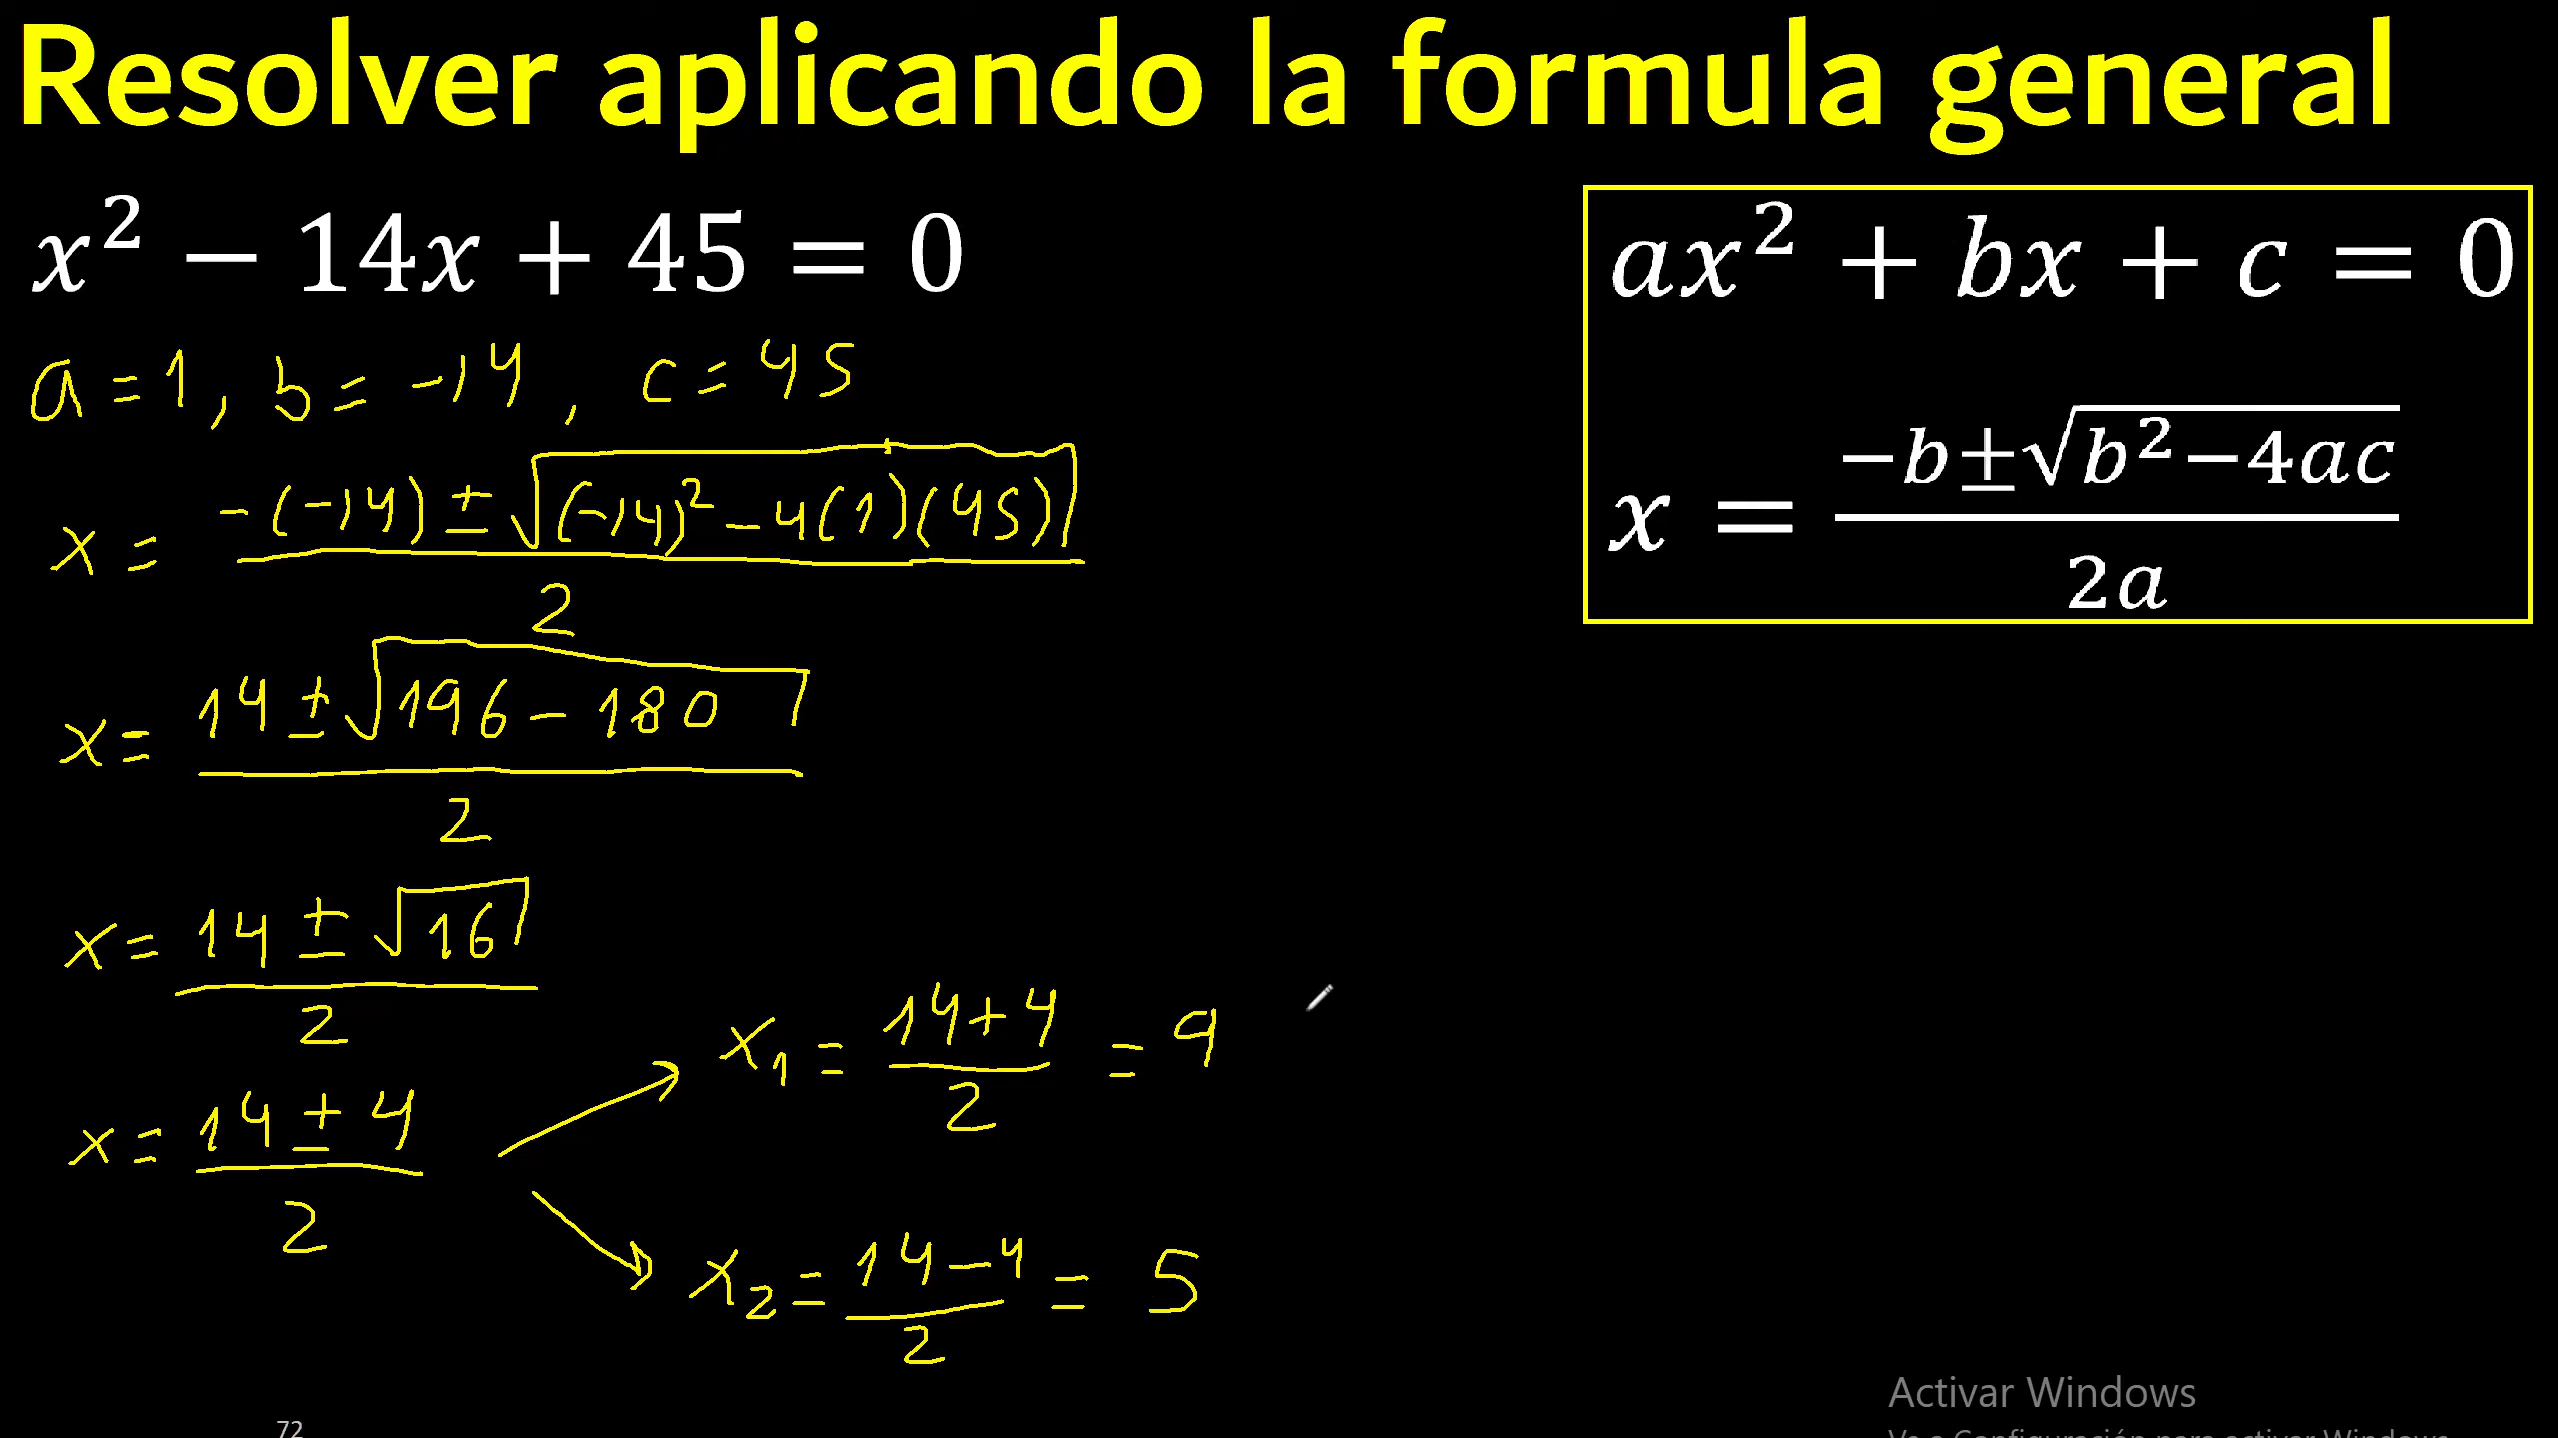 Resolver aplicando la formula general
x² − 14x + 45 = 0
ax² + bx + c = 0
x = (−b±√(b²−4ac))/(2a)
a = 1, b = -14, c = 45
x = (-(-14) ± √((-14)² - 4(1)(45)))/2
x = (14 ± √(196 - 180))/2
x = (14 ± √16)/2
x = (14 ± 4)/2
x₁ = (14+4)/2 = 9
x₂ = (14-4)/2 = 5
Activar Windows
72